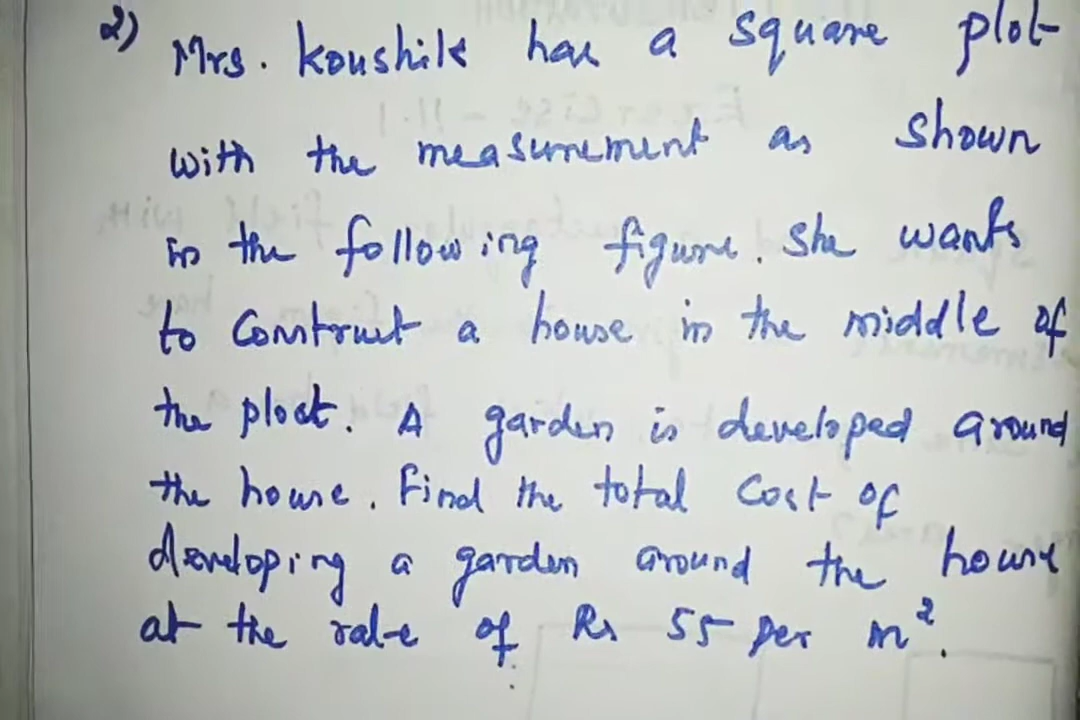 2) Mrs. Koushik has a square plot
with the measurement as shown
in the following figure. She wants
to construct a house in the middle of
the ploat. A garden is developed around
the house. Find the total cost of
developing a garden around the house
at the rate of Rs 55 per m².